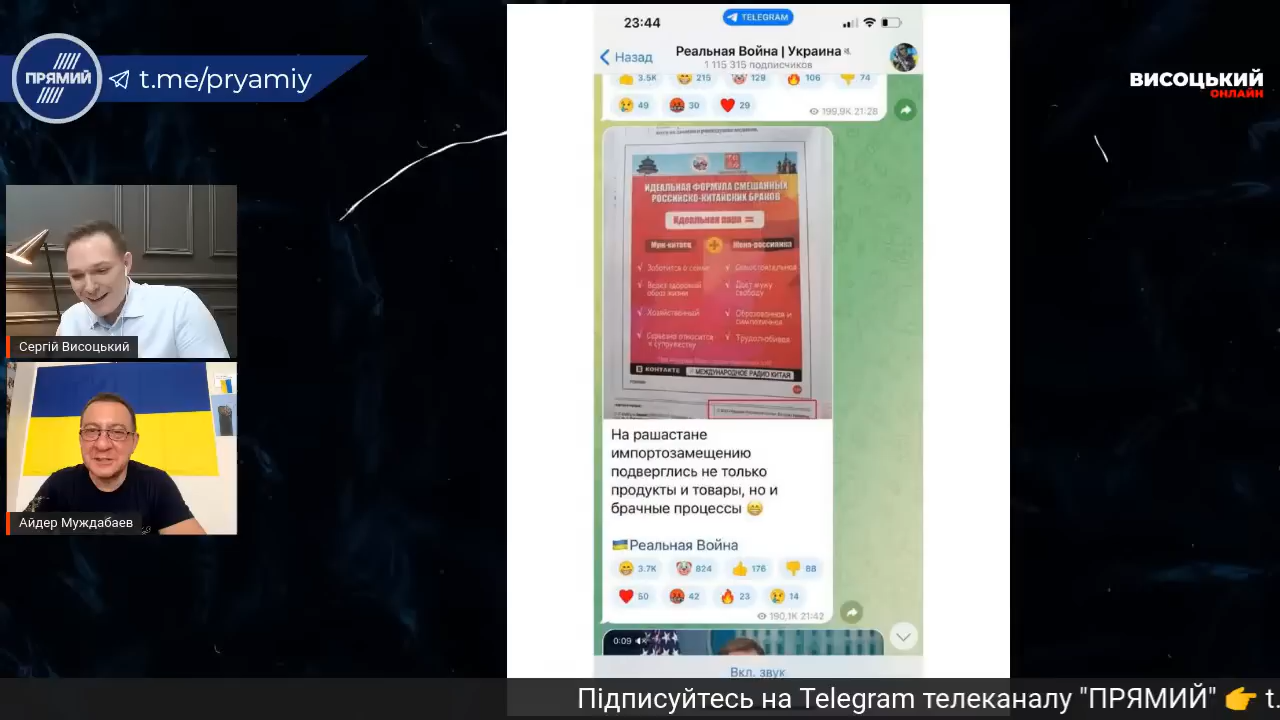 ПРЯМИЙ
t.me/pryamiy
ВИСОЦЬКИЙ
ОНЛАЙН
Сергій Висоцький
Айдер Муждабаев
23:44
TELEGRAM
Назад
Реальная Война | Украина
1 115 315 подписчиков
3.5K 215 129 106 74
49 30 29
199,9K 21:28
ИДЕАЛЬНАЯ ФОРМУЛА СМЕШАННЫХ
РОССИЙСКО-КИТАЙСКИХ БРАКОВ
Идеальная пара =
Муж-китаец + Жена-россиянка
√ Заботится о семье √ Самостоятельная
√ Ведет здоровый образ жизни √ Дает мужу свободу
√ Хозяйственный √ Образованная и симпатичная
√ Серьезно относится к супружеству √ Трудолюбивая
В КОНТАКТЕ МЕЖДУНАРОДНОЕ РАДИО КИТАЯ
На рашастане
импортозамещению
подверглись не только
продукты и товары, но и
брачные процессы 😁
🇺🇦Реальная Война
3.7K 824 176 88
50 42 23 14
190,1K 21:42
0:09
Вкл. звук
Підписуйтесь на Telegram телеканалу "ПРЯМИЙ" 👉 t.